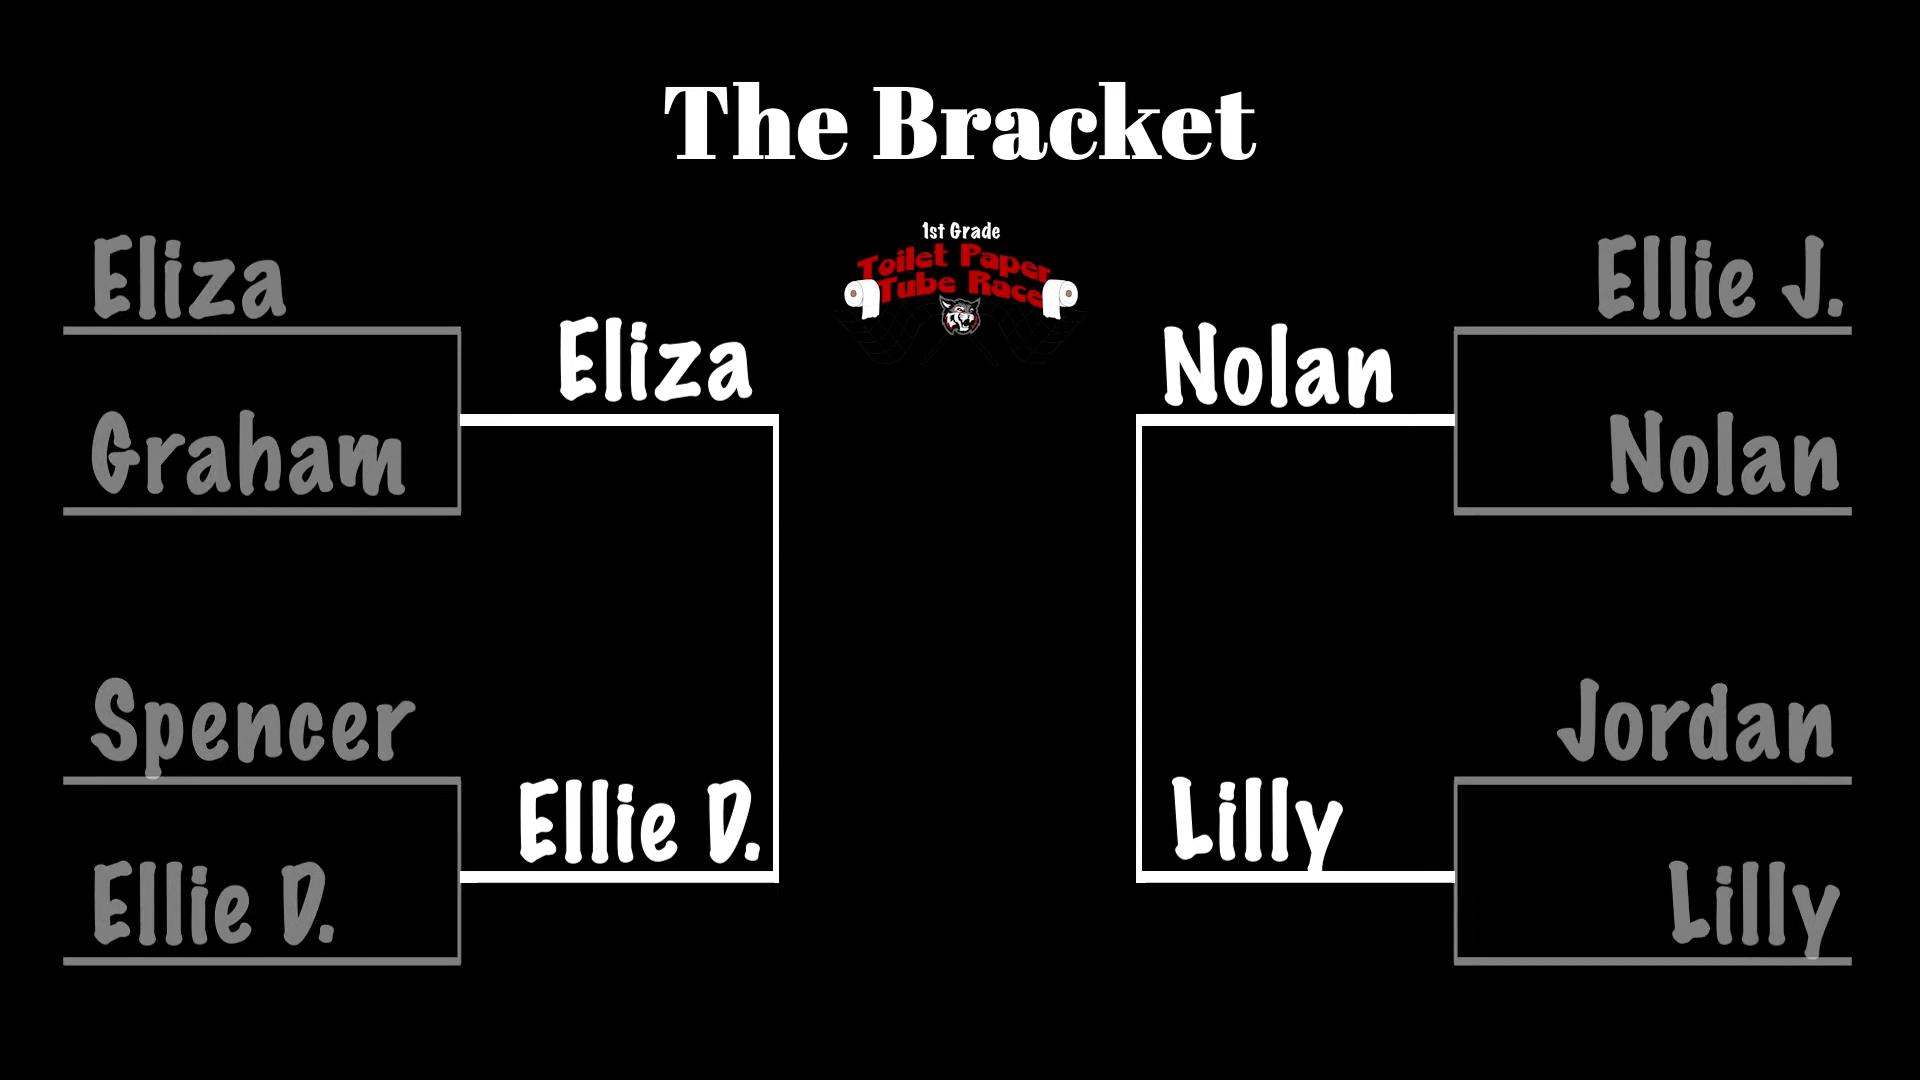 The Bracket
1st Grade
Toilet Paper
Tube Race
Eliza
Graham
Spencer
Ellie D.
Eliza
Ellie D.
Nolan
Lilly
Ellie J.
Nolan
Jordan
Lilly